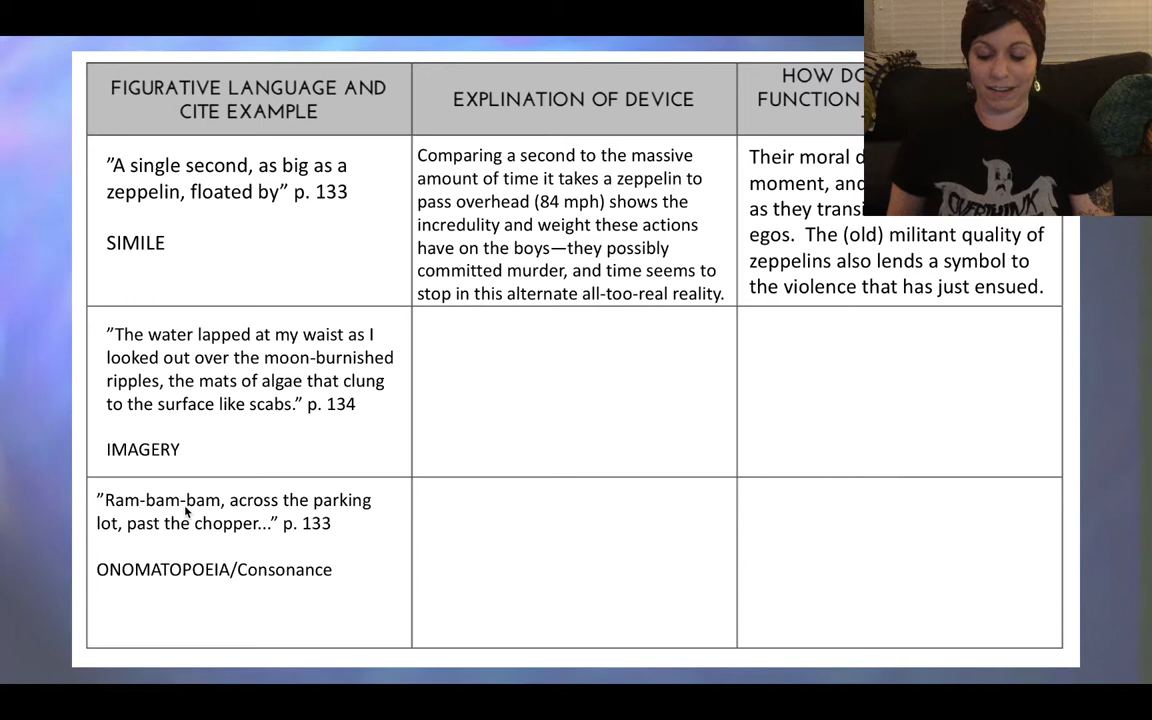 FIGURATIVE LANGUAGE AND
CITE EXAMPLE
EXPLINATION OF DEVICE
HOW DO
FUNCTION
”A single second, as big as a
zeppelin, floated by” p. 133
SIMILE
Comparing a second to the massive
amount of time it takes a zeppelin to
pass overhead (84 mph) shows the
incredulity and weight these actions
have on the boys—they possibly
committed murder, and time seems to
stop in this alternate all-too-real reality.
Their moral
moment, and
as they
egos. The (old) militant quality of
zeppelins also lends a symbol to
the violence that has just ensued.
”The water lapped at my waist as I
looked out over the moon-burnished
ripples, the mats of algae that clung
to the surface like scabs.” p. 134
IMAGERY
”Ram-bam-bam, across the parking
lot, past the chopper...” p. 133
ONOMATOPOEIA/Consonance
OVERTHINK